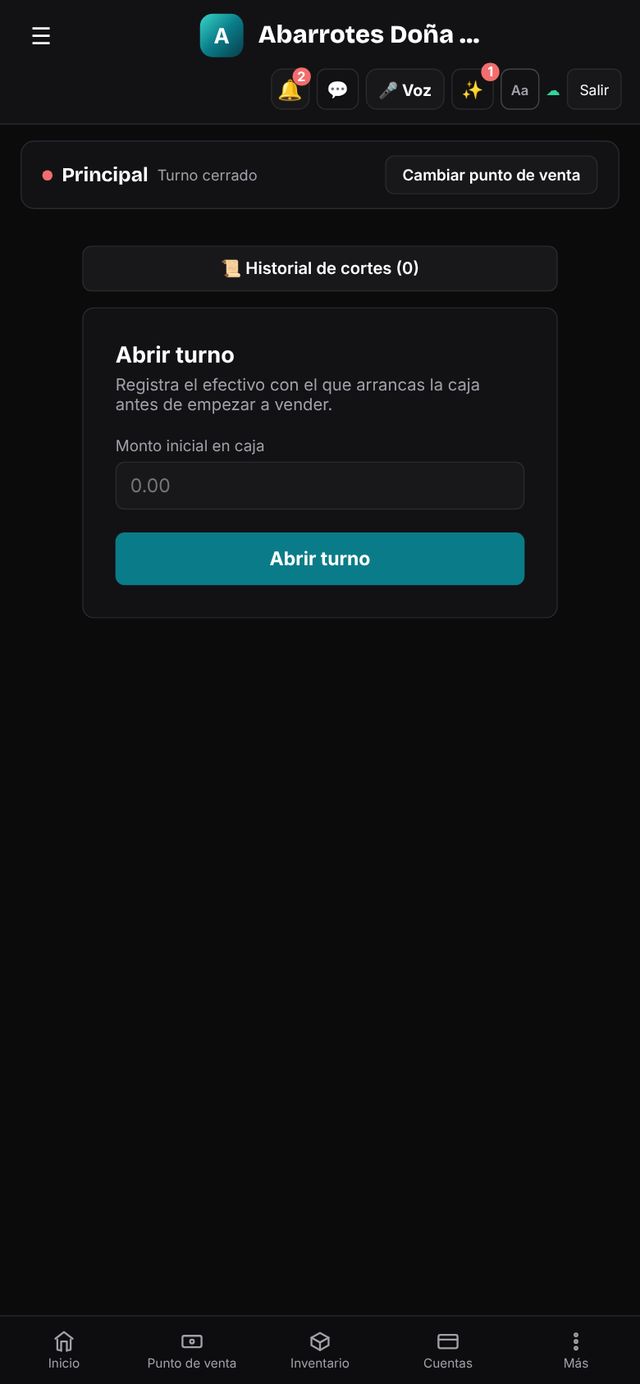 ☰
A
Abarrotes Doña ...
🔔 2
💬
🎤 Voz
✨ 1
Aa
☁
Salir
Principal Turno cerrado
Cambiar punto de venta
📜 Historial de cortes (0)
Abrir turno
Registra el efectivo con el que arrancas la caja
antes de empezar a vender.
Monto inicial en caja
0.00
Abrir turno
Inicio
Punto de venta
Inventario
Cuentas
Más